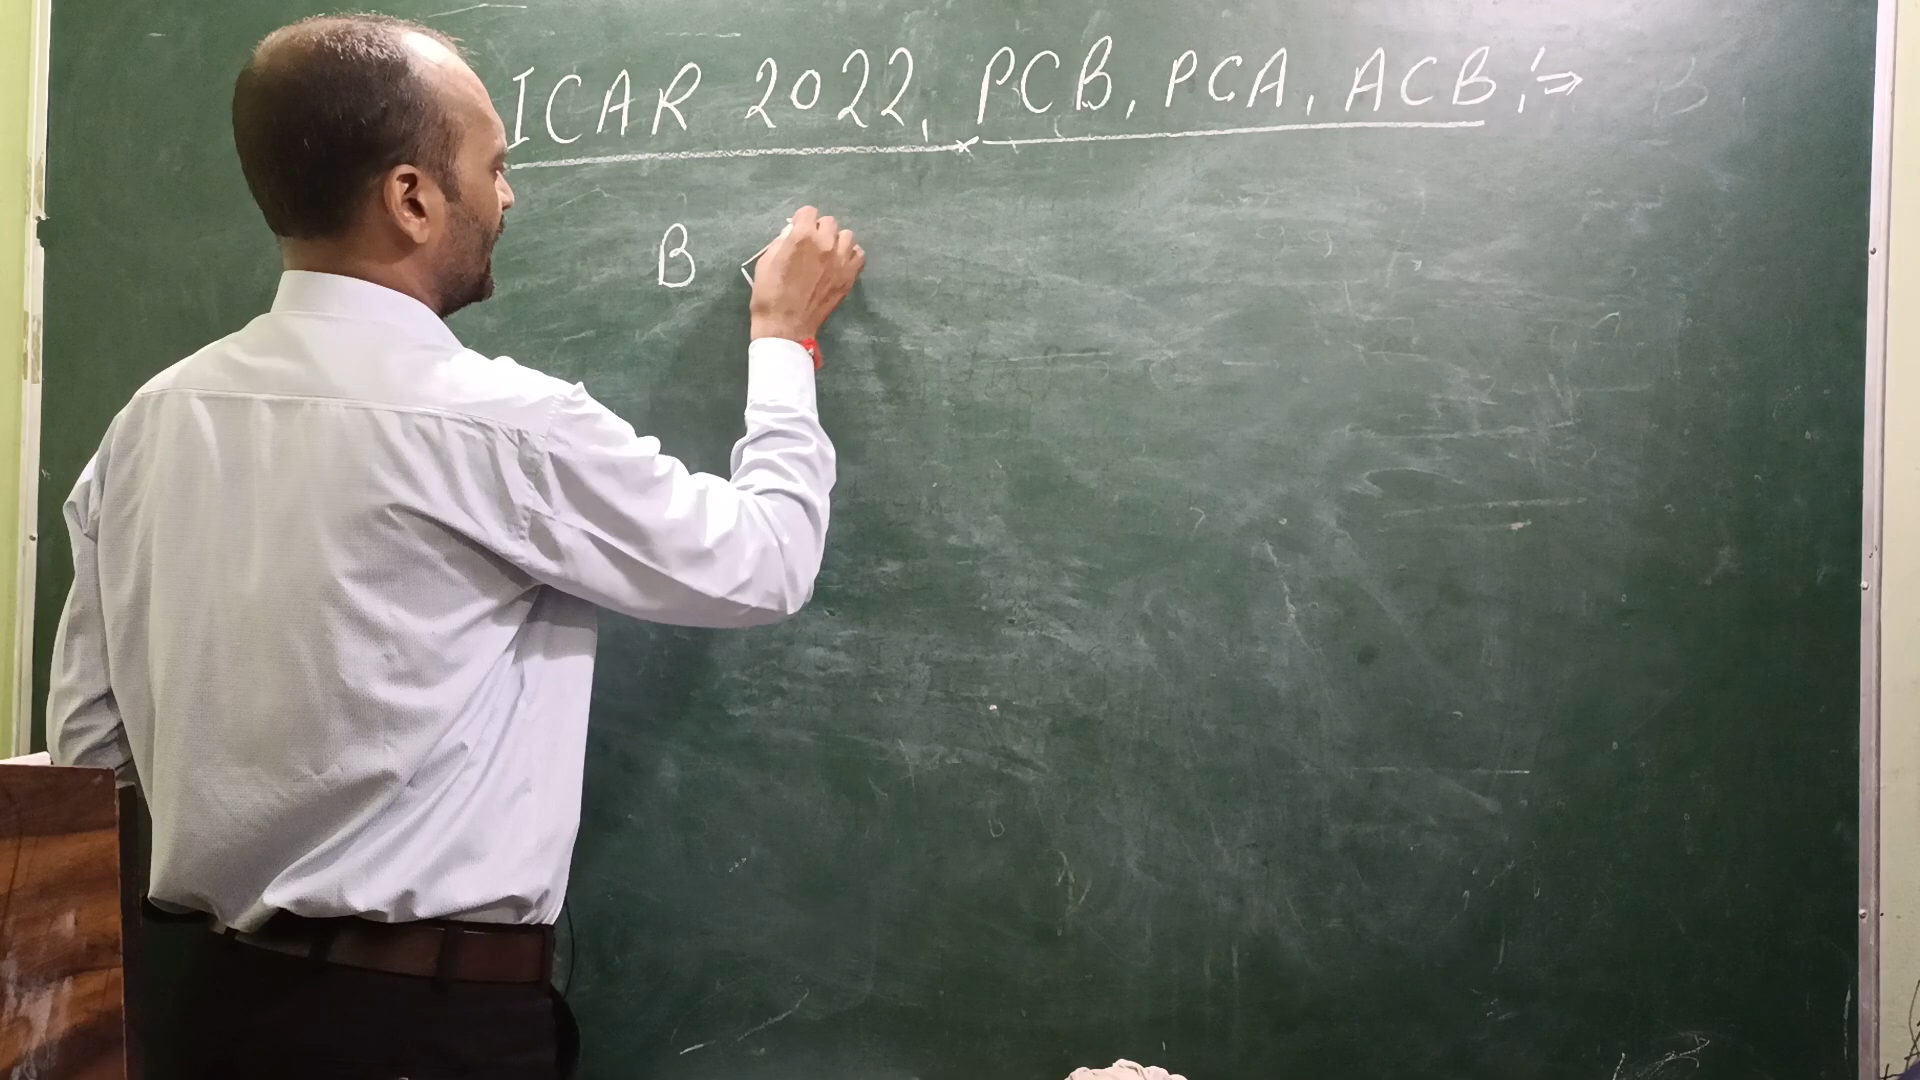 ICAR 2022, PCB, PCA, ACB :⇒
B